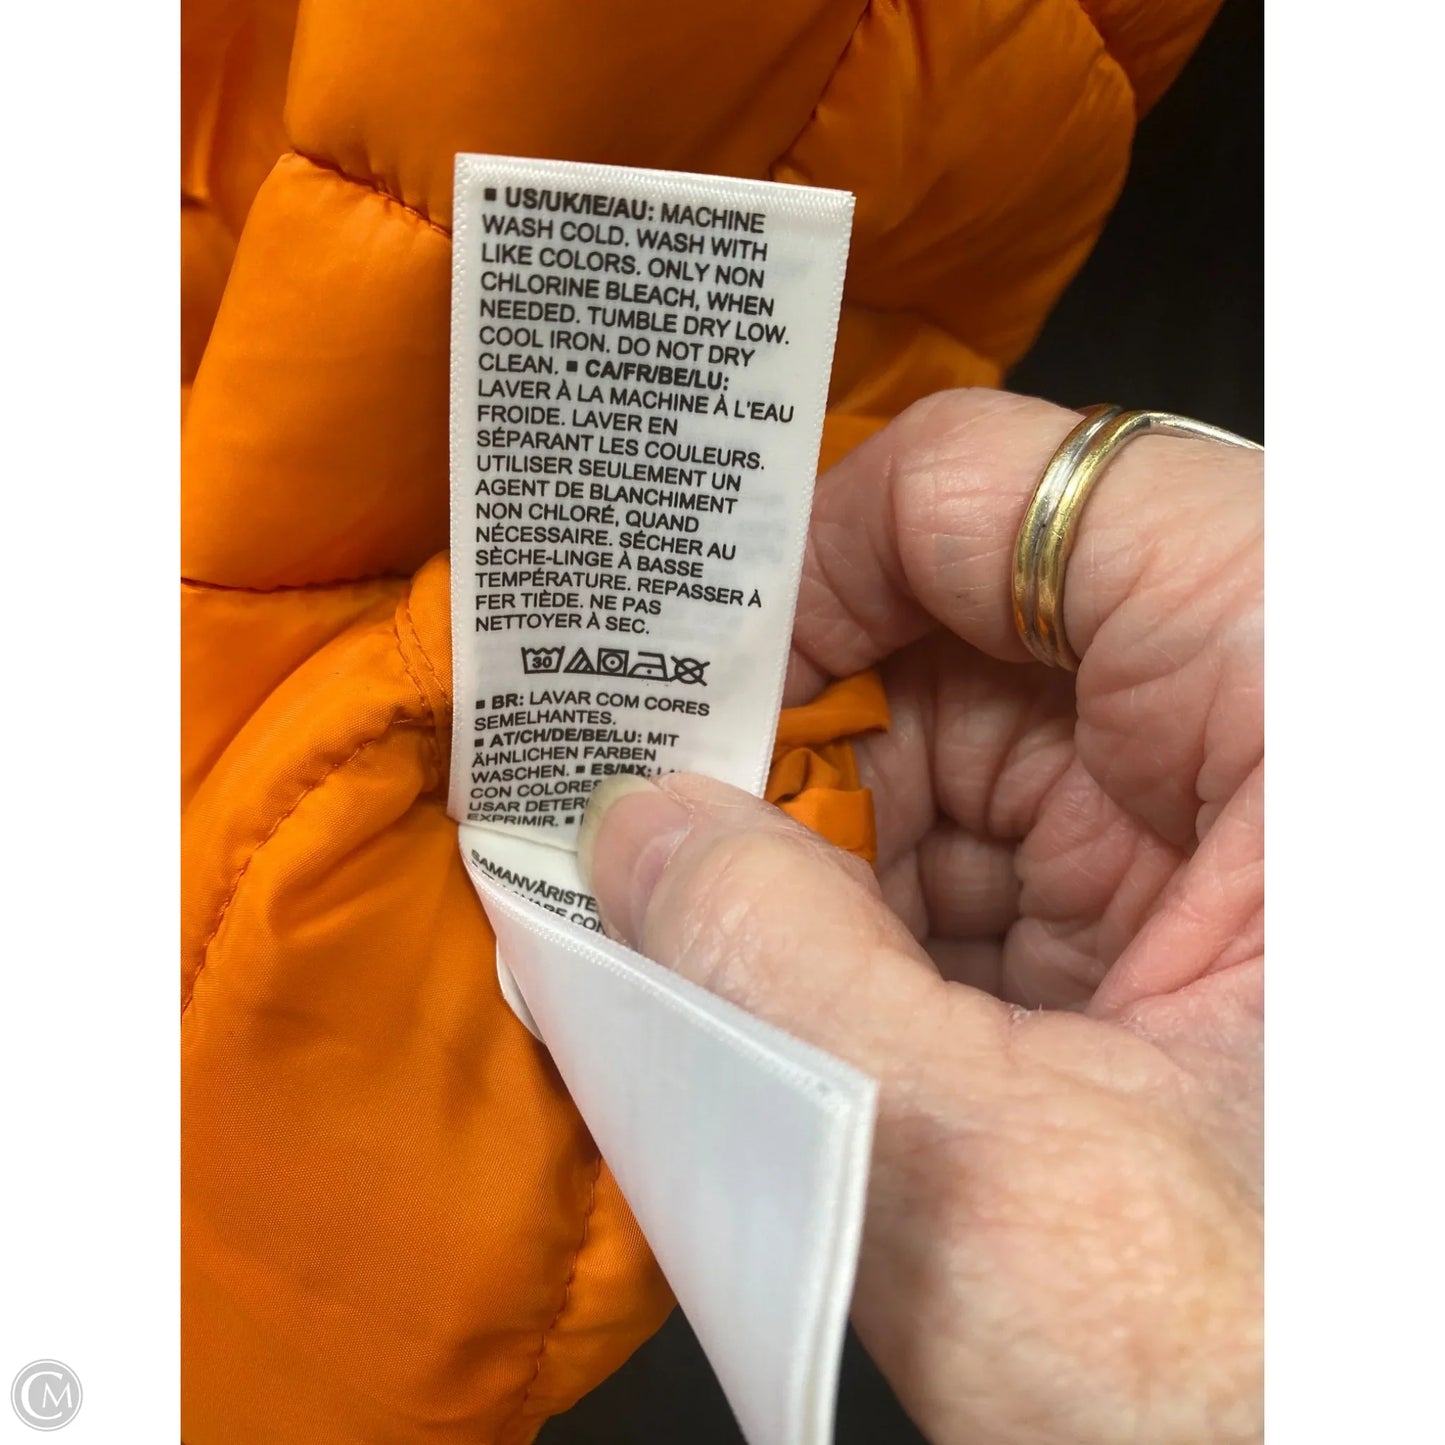 ■ US/UK/IE/AU: MACHINE
WASH COLD. WASH WITH
LIKE COLORS. ONLY NON
CHLORINE BLEACH, WHEN
NEEDED. TUMBLE DRY LOW.
COOL IRON. DO NOT DRY
CLEAN. ■ CA/FR/BE/LU:
LAVER À LA MACHINE À L'EAU
FROIDE. LAVER EN
SÉPARANT LES COULEURS.
UTILISER SEULEMENT UN
AGENT DE BLANCHIMENT
NON CHLORÉ, QUAND
NÉCESSAIRE. SÉCHER AU
SÈCHE-LINGE À BASSE
TEMPÉRATURE. REPASSER À
FER TIÈDE. NE PAS
NETTOYER À SEC.
30
■ BR: LAVAR COM CORES
SEMELHANTES.
■ AT/CH/DE/BE/LU: MIT
ÄHNLICHEN FARBEN
WASCHEN. ■ ES/MX:
CON COLORES
USAR
EXPRIMIR. ■
CM